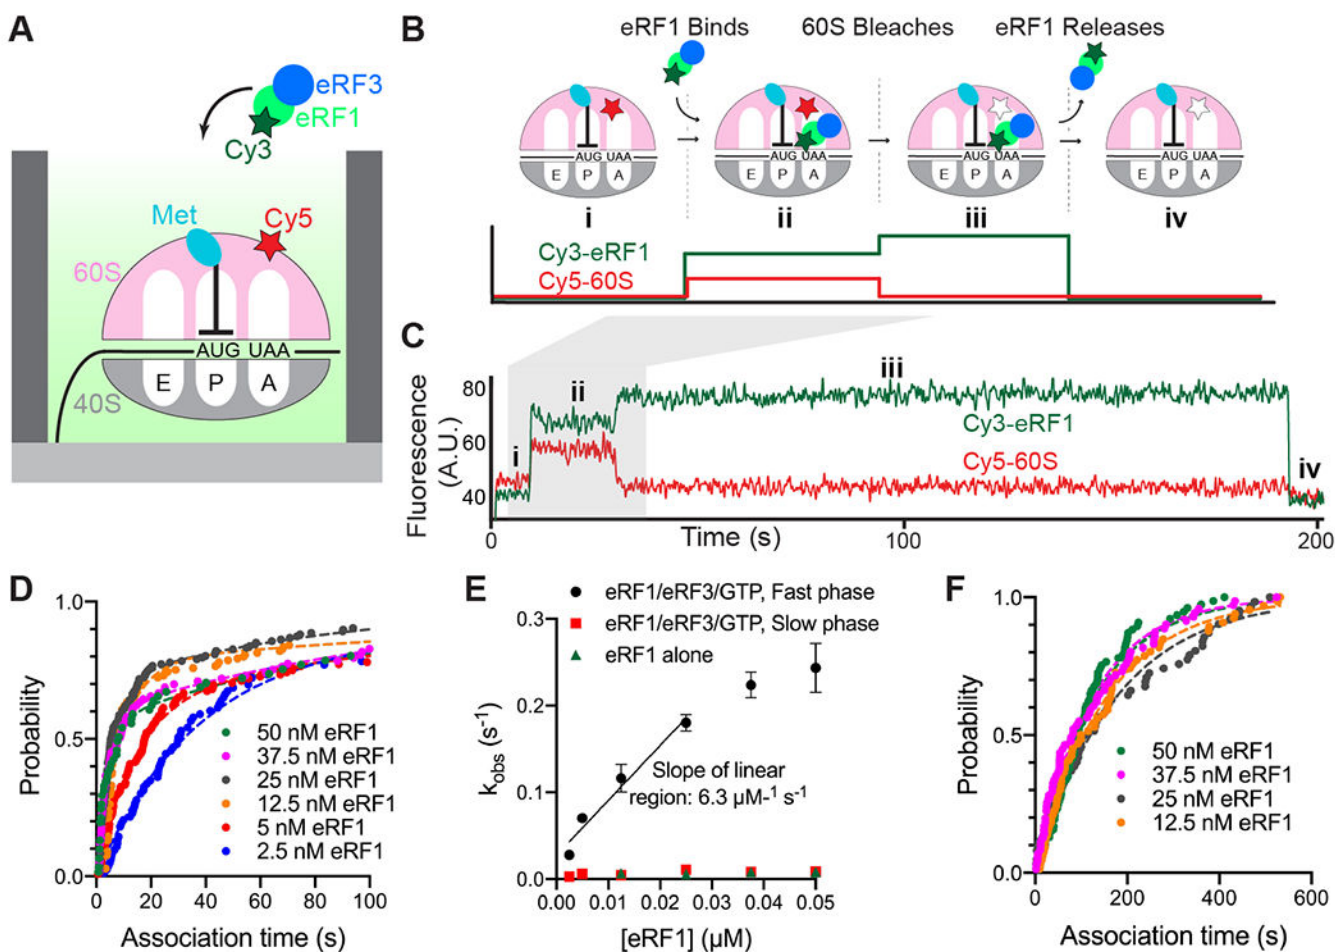 A
eRF3
eRF1
Cy3
Met
Cy5
60S
AUG UAA
E P A
40S
B
eRF1 Binds 60S Bleaches eRF1 Releases
AUG UAA AUG UAA AUG UAA AUG UAA
E P A E P A E P A E P A
i ii iii iv
Cy3-eRF1
Cy5-60S
C
Fluorescence
(A.U.)
80
60
40
i
ii
iii
iv
Cy3-eRF1
Cy5-60S
0 100 200
Time (s)
D
Probability
1.0
0.5
0.0
50 nM eRF1
37.5 nM eRF1
25 nM eRF1
12.5 nM eRF1
5 nM eRF1
2.5 nM eRF1
0 20 40 60 80 100
Association time (s)
E
eRF1/eRF3/GTP, Fast phase
eRF1/eRF3/GTP, Slow phase
eRF1 alone
kobs (s-1)
0.3
0.2
0.1
0.0
Slope of linear
region: 6.3 µM-1 s-1
0.00 0.01 0.02 0.03 0.04 0.05
[eRF1] (µM)
F
Probability
1.0
0.5
0.0
50 nM eRF1
37.5 nM eRF1
25 nM eRF1
12.5 nM eRF1
0 200 400 600
Association time (s)